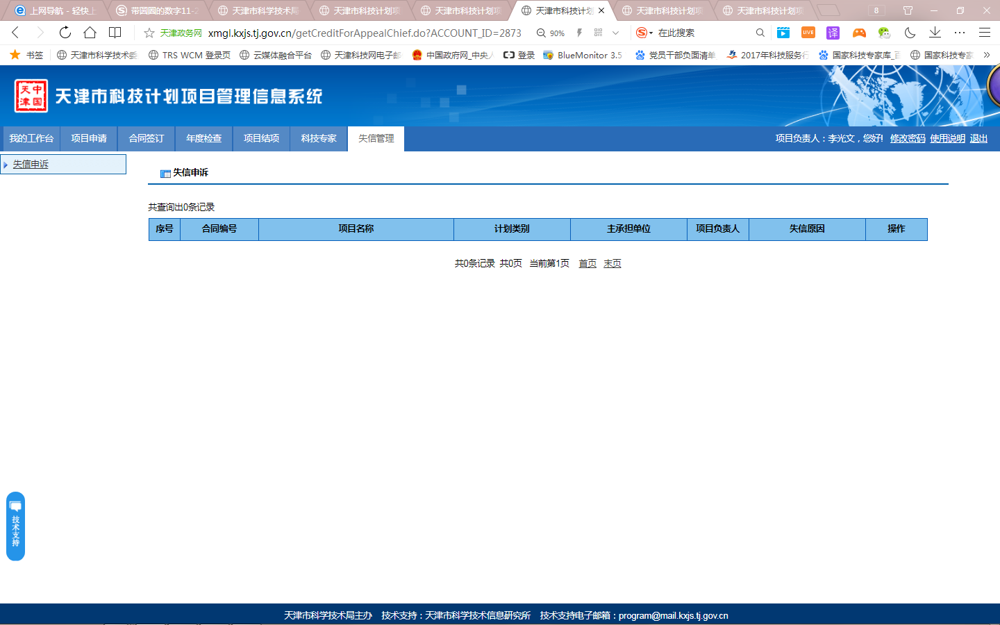 上网导航 - 轻快上
带圆圈的数字11-2
天津市科学技术局
天津市科技计划项
天津市科技计划项
天津市科技计划
天津市科技计划项
天津市科技计划项
8
天津政务网 xmgl.kxjs.tj.gov.cn/getCreditForAppealChief.do?ACCOUNT_ID=2873
90%
在此搜索
LIVE
译
书签
天津市科学技术委
TRS WCM 登录页
云媒体融合平台
天津科技网电子邮
中国政府网_中央人
登录
BlueMonitor 3.5
党员干部负面清单
2017年科技服务行
国家科技专家库_百
国家科技专家
中国天津
天津市科技计划项目管理信息系统
我的工作台 项目申请 合同签订 年度检查 项目结项 科技专家 失信管理
项目负责人：李光文，您好! 修改密码 使用说明 退出
失信申诉
失信申诉
共查询出0条记录
序号 合同编号 项目名称 计划类别 主承担单位 项目负责人 失信原因 操作
共0条记录 共0页 当前第1页 首页 末页
技术支持
天津市科学技术局主办 技术支持：天津市科学技术信息研究所 技术支持电子邮箱：program@mail.kxjs.tj.gov.cn